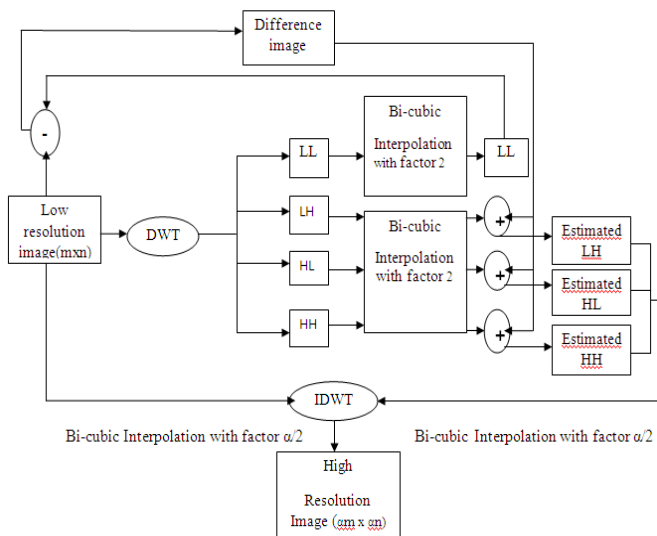 Difference
image
Bi-cubic
Interpolation
with factor 2
-
LL
LL
Low
resolution
image(mxn)
DWT
LH
Bi-cubic
Interpolation
with factor 2
+
Estimated
LH
HL
+
Estimated
HL
HH
+
Estimated
HH
IDWT
Bi-cubic Interpolation with factor α/2
Bi-cubic Interpolation with factor α/2
High
Resolution
Image (αm x αn)